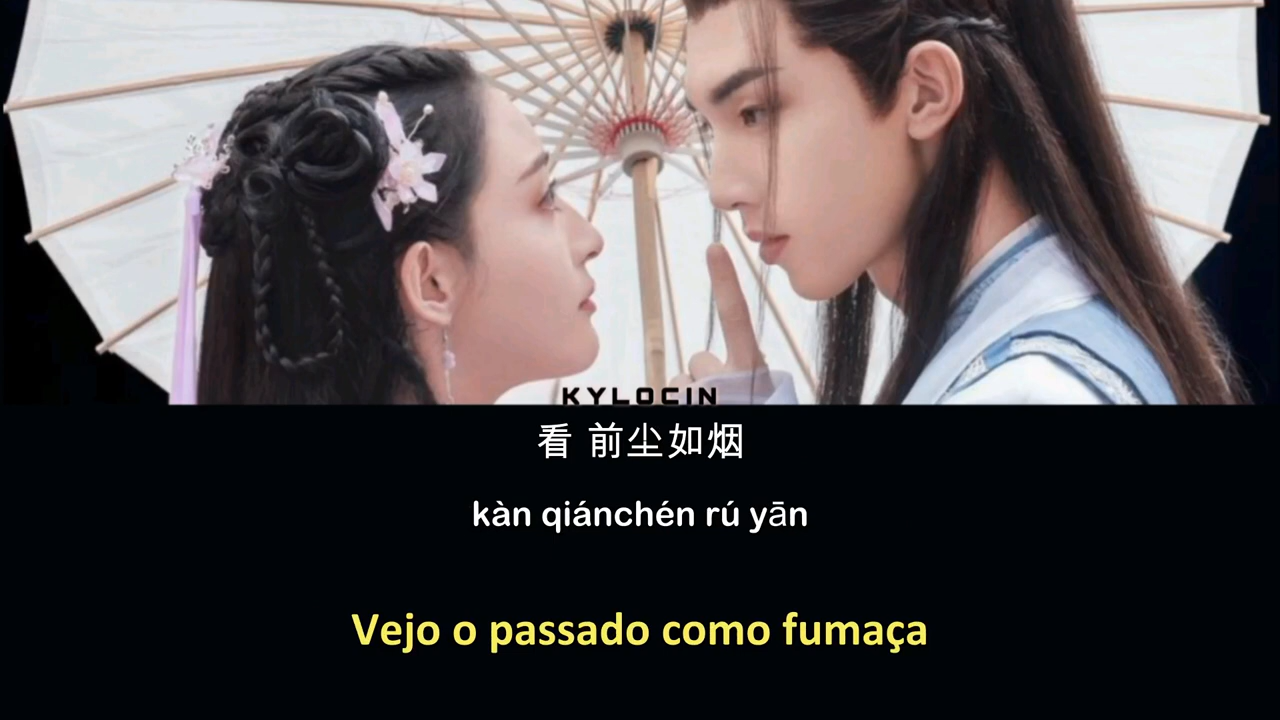 KYLOCIN
看 前尘如烟
kàn qiánchén rú yān
Vejo o passado como fumaça